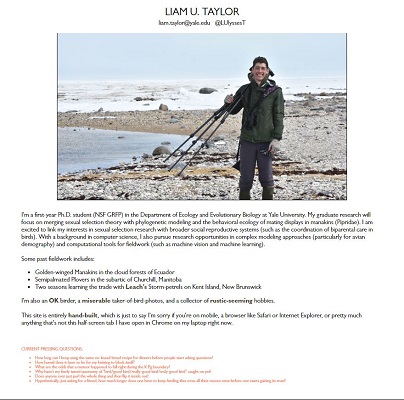 LIAM U. TAYLOR
liam.taylor@yale.edu @LUlyssesT
I'm a first-year Ph.D. student (NSF GRFP) in the Department of Ecology and Evolutionary Biology at Yale University. My graduate research will
focus on merging sexual selection theory with phylogenetic modeling and the behavioral ecology of mating displays in manakins (Pipridae). I am
excited to link my interests in sexual selection research with broader social reproductive systems (such as the coordination of biparental care in
birds). With a background in computer science, I also pursue research opportunities in complex modeling approaches (particularly for avian
demography) and computational tools for fieldwork (such as machine vision and machine learning).
Some past fieldwork includes:
• Golden-winged Manakins in the cloud forests of Ecuador
• Semipalmated Plovers in the subarctic of Churchill, Manitoba
• Two seasons learning the trade with Leach's Storm-petrels on Kent Island, New Brunswick
I'm also an OK birder, a miserable taker of bird photos, and a collector of rustic-seeming hobbies.
This site is entirely hand-built, which is just to say I'm sorry if you're on mobile, a browser like Safari or Internet Explorer, or pretty much
anything that's not this half-screen tab I have open in Chrome on my laptop right now.
CURRENT PRESSING QUESTIONS: